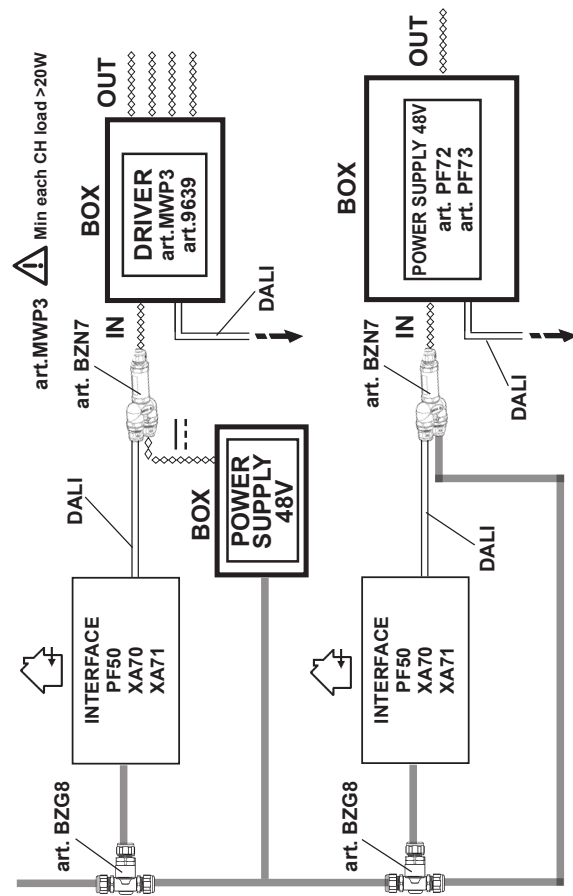 art.MWP3
Min each CH load >20W
BOX
OUT
DRIVER
art.MWP3
art.9639
IN
art. BZN7
DALI
DALI
BOX
POWER
SUPPLY
48V
INTERFACE
PF50
XA70
XA71
art. BZG8
BOX
OUT
POWER SUPPLY 48V
art. PF72
art. PF73
IN
art. BZN7
DALI
DALI
INTERFACE
PF50
XA70
XA71
art. BZG8